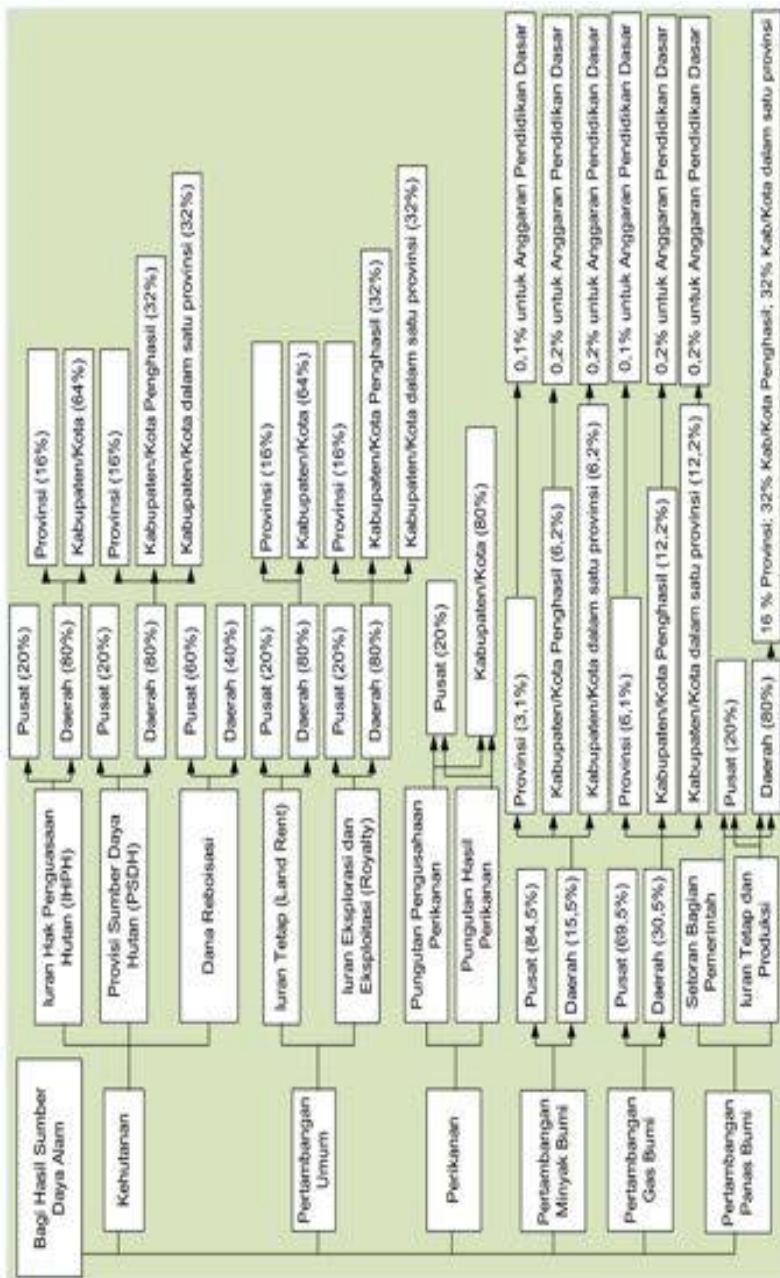 Bagi Hasil Sumber
Daya Alam
Kehutanan
Iuran Hak Penguasaan
Hutan (IHPH)
Pusat (20%)
Daerah (80%)
Provinsi (16%)
Kabupaten/Kota (64%)
Provisi Sumber Daya
Hutan (PSDH)
Pusat (20%)
Daerah (80%)
Provinsi (16%)
Kabupaten/Kota Penghasil (32%)
Kabupaten/Kota dalam satu provinsi (32%)
Dana Reboisasi
Pusat (60%)
Daerah (40%)
Pertambangan
Umum
Iuran Tetap (Land Rent)
Pusat (20%)
Daerah (80%)
Provinsi (16%)
Kabupaten/Kota (64%)
Iuran Eksplorasi dan
Eksploitasi (Royalty)
Pusat (20%)
Daerah (80%)
Provinsi (16%)
Kabupaten/Kota Penghasil (32%)
Kabupaten/Kota dalam satu provinsi (32%)
Perikanan
Pungutan Pengusahaan
Perikanan
Pungutan Hasil
Perikanan
Pusat (20%)
Kabupaten/Kota (80%)
Pertambangan
Minyak Bumi
Pusat (84,5%)
Daerah (15,5%)
Provinsi (3,1%)
0,1% untuk Anggaran Pendidikan Dasar
Kabupaten/Kota Penghasil (6,2%)
0,2% untuk Anggaran Pendidikan Dasar
Kabupaten/Kota dalam satu provinsi (6,2%)
0,2% untuk Anggaran Pendidikan Dasar
Pertambangan
Gas Bumi
Pusat (69,5%)
Daerah (30,5%)
Provinsi (6,1%)
0,1% untuk Anggaran Pendidikan Dasar
Kabupaten/Kota Penghasil (12,2%)
0,2% untuk Anggaran Pendidikan Dasar
Kabupaten/Kota dalam satu provinsi (12,2%)
0,2% untuk Anggaran Pendidikan Dasar
Pertambangan
Panas Bumi
Setoran Bagian
Pemerintah
Iuran Tetap dan
Produksi
Pusat (20%)
Daerah (80%)
16 % Provinsi; 32% Kab/Kota Penghasil; 32% Kab/Kota dalam satu provinsi